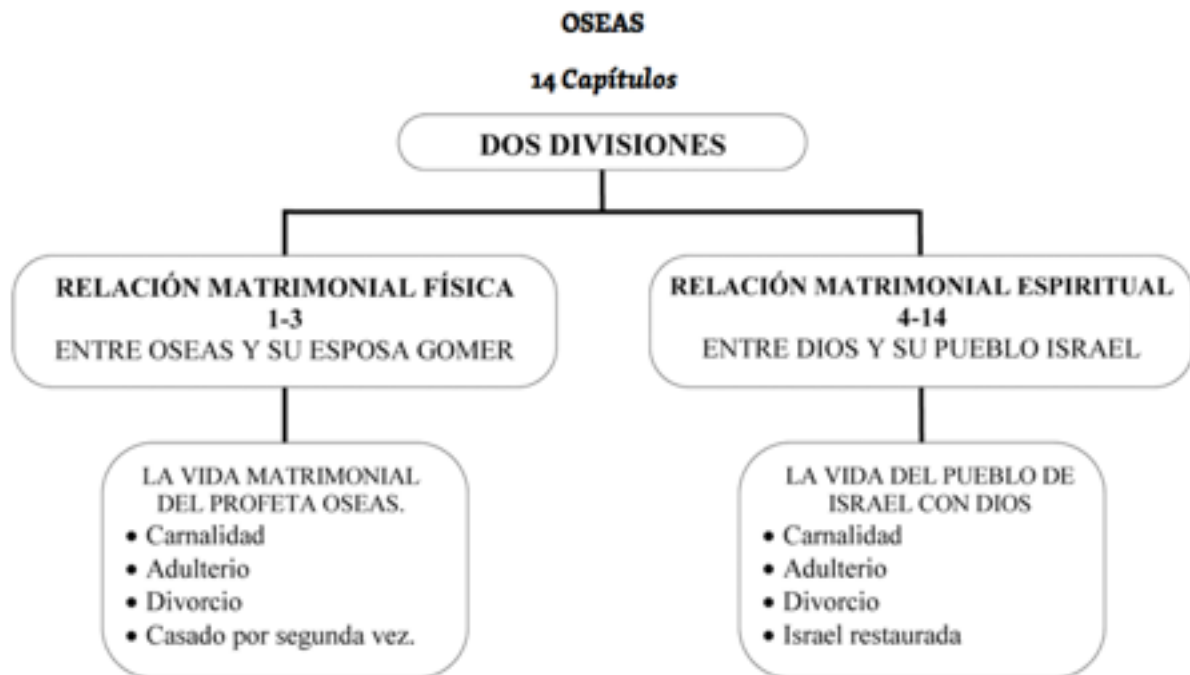 OSEAS
14 Capítulos
DOS DIVISIONES
RELACIÓN MATRIMONIAL FÍSICA
1-3
ENTRE OSEAS Y SU ESPOSA GOMER
RELACIÓN MATRIMONIAL ESPIRITUAL
4-14
ENTRE DIOS Y SU PUEBLO ISRAEL
LA VIDA MATRIMONIAL
DEL PROFETA OSEAS.
• Carnalidad
• Adulterio
• Divorcio
• Casado por segunda vez.
LA VIDA DEL PUEBLO DE
ISRAEL CON DIOS
• Carnalidad
• Adulterio
• Divorcio
• Israel restaurada